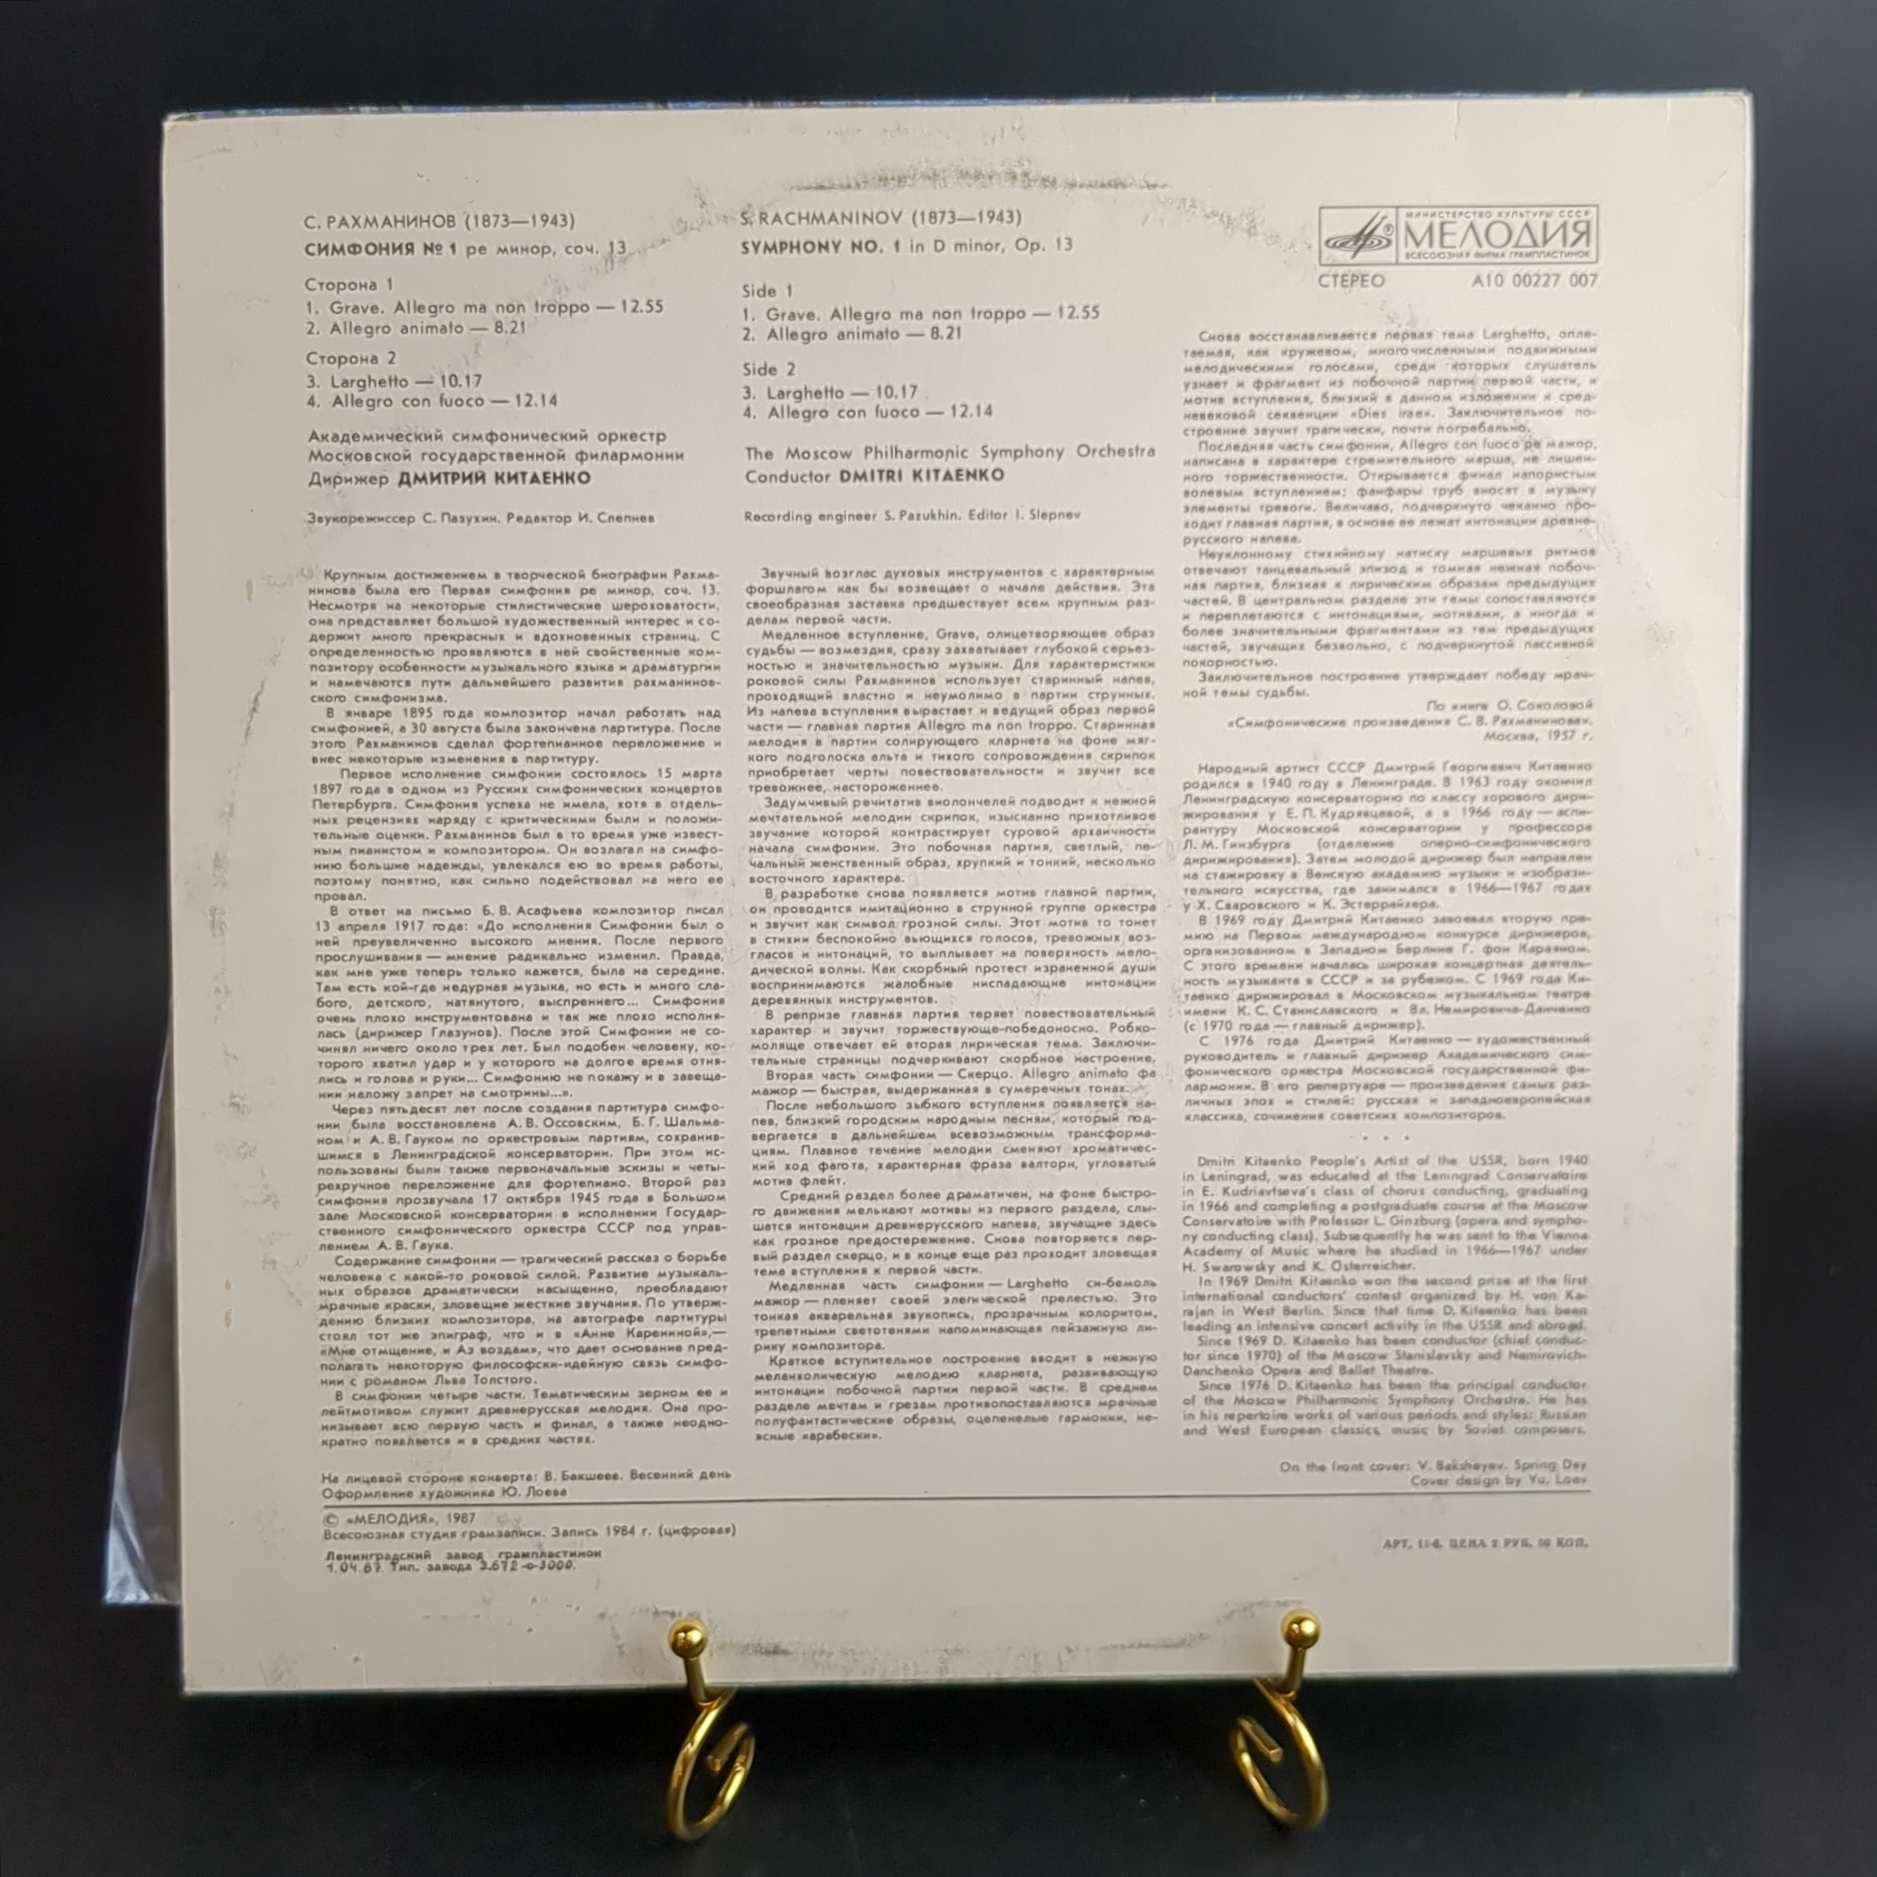 С. РАХМАНИНОВ (1873—1943)
СИМФОНИЯ № 1 ре минор, соч. 13
Сторона 1
1. Grave. Allegro ma non troppo — 12.55
2. Allegro animato — 8.21
Сторона 2
3. Larghetto — 10.17
4. Allegro con fuoco — 12.14
Академический симфонический оркестр
Московской государственной филармонии
Дирижер ДМИТРИЙ КИТАЕНКО
Звукорежиссер С. Пазухин. Редактор И. Слепнев
S. RACHMANINOV (1873—1943)
SYMPHONY NO. 1 in D minor, Op. 13
Side 1
1. Grave. Allegro ma non troppo — 12.55
2. Allegro animato — 8.21
Side 2
3. Larghetto — 10.17
4. Allegro con fuoco — 12.14
The Moscow Philharmonic Symphony Orchestra
Conductor DMITRI KITAENKO
Recording engineer S. Pazukhin. Editor I. Slepnev
МИНИСТЕРСТВО КУЛЬТУРЫ СССР
МЕЛОДИЯ
ВСЕСОЮЗНАЯ ФИРМА ГРАМПЛАСТИНОК
СТЕРЕО А10 00227 007
Крупным достижением в творческой биографии Рахма-
нинова была его Первая симфония ре минор, соч. 13.
Несмотря на некоторые стилистические шероховатости,
она представляет большой художественный интерес и со-
держит много прекрасных и вдохновенных страниц. С
определенностью проявляются в ней свойственные ком-
позитору особенности музыкального языка и драматургии
и намечаются пути дальнейшего развития рахманинов-
ского симфонизма.
В январе 1895 года композитор начал работать над
симфонией, а 30 августа была закончена партитура. После
этого Рахманинов сделал фортепианное переложение и
внес некоторые изменения в партитуру.
Первое исполнение симфонии состоялось 15 марта
1897 года в одном из Русских симфонических концертов
Петербурга. Симфония успеха не имела, хотя в отдель-
ных рецензиях наряду с критическими были и положи-
тельные оценки. Рахманинов был в то время уже извест-
ным пианистом и композитором. Он возлагал на симфо-
нию большие надежды, увлекался ею во время работы,
поэтому понятно, как сильно подействовал на него ее
провал.
В ответ на письмо Б. В. Асафьева композитор писал
13 апреля 1917 года: «До исполнения Симфонии был о
ней преувеличенно высокого мнения. После первого
прослушивания — мнение радикально изменил. Правда,
как мне уже теперь только кажется, была на середине.
Там есть кой-где недурная музыка, но есть и много сла-
бого, детского, натянутого, выспреннего... Симфония
очень плохо инструментована и так же плохо исполня-
лась (дирижер Глазунов). После этой Симфонии не со-
чинял ничего около трех лет. Был подобен человеку, ко-
торого хватил удар и у которого на долгое время отня-
лись и голова и руки... Симфонию не покажу и в завеща-
нии наложу запрет на смотрины...».
Через пятьдесят лет после создания партитура симфо-
нии была восстановлена А. В. Оссовским, Б. Г. Шальма-
ном и А. В. Гауком по оркестровым партиям, сохранив-
шимся в Ленинградской консерватории. При этом ис-
пользованы были также первоначальные эскизы и четы-
рехручное переложение для фортепиано. Второй раз
симфония прозвучала 17 октября 1945 года в Большом
зале Московской консерватории в исполнении Государ-
ственного симфонического оркестра СССР под управ-
лением А. В. Гаука.
Содержание симфонии — трагический рассказ о борьбе
человека с какой-то роковой силой. Развитие музыкаль-
ных образов драматически насыщенно, преобладают
мрачные краски, зловещие жесткие звучания. По утверж-
дению близких композитора, на автографе партитуры
стоял тот же эпиграф, что и в «Анне Карениной»,—
«Мне отмщение, и Аз воздам», что дает основание пред-
полагать некоторую философски-идейную связь симфо-
нии с романом Льва Толстого.
В симфонии четыре части. Тематическим зерном ее и
лейтмотивом служит древнерусская мелодия. Она про-
низывает всю первую часть и финал, а также неодно-
кратно появляется и в средних частях.
Звучный возглас духовых инструментов с характерным
форшлагом как бы возвещает о начале действия. Эта
своеобразная заставка предшествует всем крупным раз-
делам первой части.
Медленное вступление, Grave, олицетворяющее образ
судьбы — возмездия, сразу захватывает глубокой серьез-
ностью и значительностью музыки. Для характеристики
роковой силы Рахманинов использует старинный напев,
проходящий властно и неумолимо в партии струнных.
Из напева вступления вырастает и ведущий образ первой
части — главная партия Allegro ma non troppo. Старинная
мелодия в партии солирующего кларнета на фоне мяг-
кого подголоска альта и тихого сопровождения скрипок
приобретает черты повествовательности и звучит все
тревожнее, настороженнее.
Задумчивый речитатив виолончелей подводит к нежной
мечтательной мелодии скрипок, изысканно прихотливое
звучание которой контрастирует суровой архаичности
начала симфонии. Это побочная партия, светлый, пе-
чальный женственный образ, хрупкий и тонкий, несколько
восточного характера.
В разработке снова появляется мотив главной партии,
он проводится имитационно в струнной группе оркестра
и звучит как символ грозной силы. Этот мотив то тонет
в стихии беспокойно вьющихся голосов, тревожных воз-
гласов и интонаций, то выплывает на поверхность мело-
дической волны. Как скорбный протест израненной души
воспринимаются жалобные ниспадающие интонации
деревянных инструментов.
В репризе главная партия теряет повествовательный
характер и звучит торжествующе-победоносно. Робко-
моляще отвечает ей вторая лирическая тема. Заключи-
тельные страницы подчеркивают скорбное настроение.
Вторая часть симфонии — Скерцо. Allegro animato фа
мажор — быстрая, выдержанная в сумеречных тонах.
После небольшого зыбкого вступления появляется на-
пев, близкий городским народным песням, который под-
вергается в дальнейшем всевозможным трансформа-
циям. Плавное течение мелодии сменяют хроматичес-
кий ход фагота, характерная фраза валторн, угловатый
мотив флейт.
Средний раздел более драматичен, на фоне быстро-
го движения мелькают мотивы из первого раздела, слы-
шатся интонации древнерусского напева, звучащие здесь
как грозное предостережение. Снова повторяется пер-
вый раздел скерцо, и в конце еще раз проходит зловещая
тема вступления к первой части.
Медленная часть симфонии — Larghetto си-бемоль
мажор — пленяет своей элегической прелестью. Это
тонкая акварельная звукопись, прозрачным колоритом,
трепетными светотенями напоминающая пейзажную ли-
рику композитора.
Краткое вступительное построение вводит в нежную
меланхолическую мелодию кларнета, развивающую
интонации побочной партии первой части. В среднем
разделе мечтам и грезам противопоставляются мрачные
полуфантастические образы, оцепенелые гармонии, не-
ясные «арабески».
Снова восстанавливается первая тема Larghetto, опле-
таемая, как кружевом, многочисленными подвижными
мелодическими голосами, среди которых слушатель
узнает и фрагмент из побочной партии первой части, и
мотив вступления, близкий в данном изложении к сред-
невековой секвенции «Dies irae». Заключительное по-
строение звучит трагически, почти погребально.
Последняя часть симфонии, Allegro con fuoco ре мажор,
написана в характере стремительного марша, не лишен-
ного торжественности. Открывается финал напористым
волевым вступлением; фанфары труб вносят в музыку
элементы тревоги. Величаво, подчеркнуто чеканно про-
ходит главная партия, в основе ее лежат интонации древне-
русского напева.
Неуклонному стихийному натиску маршевых ритмов
отвечают танцевальный эпизод и томная нежная побоч-
ная партия, близкая к лирическим образам предыдущих
частей. В центральном разделе эти темы сопоставляются
и переплетаются с интонациями, мотивами, а иногда и
более значительными фрагментами из тем предыдущих
частей, звучащих безвольно, с подчеркнутой пассивной
покорностью.
Заключительное построение утверждает победу мрач-
ной темы судьбы.
По книге О. Соколовой
«Симфонические произведения С. В. Рахманинова».
Москва, 1957 г.
Народный артист СССР Дмитрий Георгиевич Китаенко
родился в 1940 году в Ленинграде. В 1963 году окончил
Ленинградскую консерваторию по классу хорового дири-
жирования у Е. П. Кудрявцевой, а в 1966 году — аспи-
рантуру Московской консерватории у профессора
Л. М. Гинзбурга (отделение оперно-симфонического
дирижирования). Затем молодой дирижер был направлен
на стажировку в Венскую академию музыки и изобрази-
тельного искусства, где занимался в 1966—1967 годах
у Х. Сваровского и К. Эстеррайхера.
В 1969 году Дмитрий Китаенко завоевал вторую пре-
мию на Первом международном конкурсе дирижеров,
организованном в Западном Берлине Г. фон Караяном.
С этого времени началась широкая концертная деятель-
ность музыканта в СССР и за рубежом. С 1969 года Ки-
таенко дирижировал в Московском музыкальном театре
имени К. С. Станиславского и Вл. Немировича-Данченко
(с 1970 года — главный дирижер).
С 1976 года Дмитрий Китаенко — художественный
руководитель и главный дирижер Академического сим-
фонического оркестра Московской государственной фи-
лармонии. В его репертуаре — произведения самых раз-
личных эпох и стилей: русская и западноевропейская
классика, сочинения советских композиторов.
• • •
Dmitri Kitaenko People's Artist of the USSR, born 1940
in Leningrad, was educated at the Leningrad Conservatoire
in E. Kudriavtseva's class of chorus conducting, graduating
in 1966 and completing a postgraduate course at the Moscow
Conservatoire with Professor L. Ginzburg (opera and sympho-
ny conducting class). Subsequently he was sent to the Vienna
Academy of Music where he studied in 1966—1967 under
H. Swarowsky and K. Osterreicher.
In 1969 Dmitri Kitaenko won the second prize at the first
international conductors' contest organized by H. von Ka-
rajan in West Berlin. Since that time D. Kitaenko has been
leading an intensive concert activity in the USSR and abroad.
Since 1969 D. Kitaenko has been conductor (chief conduc-
tor since 1970) of the Moscow Stanislavsky and Nemirovich-
Danchenko Opera and Ballet Theatre.
Since 1976 D. Kitaenko has been the principal conductor
of the Moscow Philharmonic Symphony Orchestra. He has
in his repertoire works of various periods and styles: Russian
and West European classics, music by Soviet composers.
На лицевой стороне конверта: В. Бакшеев. Весенний день
Оформление художника Ю. Лоева
On the front cover: V. Baksheyev. Spring Day
Cover design by Yu. Loev
© «МЕЛОДИЯ», 1987
Всесоюзная студия грамзаписи. Запись 1984 г. (цифровая)
Ленинградский завод грампластинок
1.04.87. Тип. завода 3.672-о-3000.
АРТ. 11-6. ЦЕНА 2 РУБ. 50 КОП.